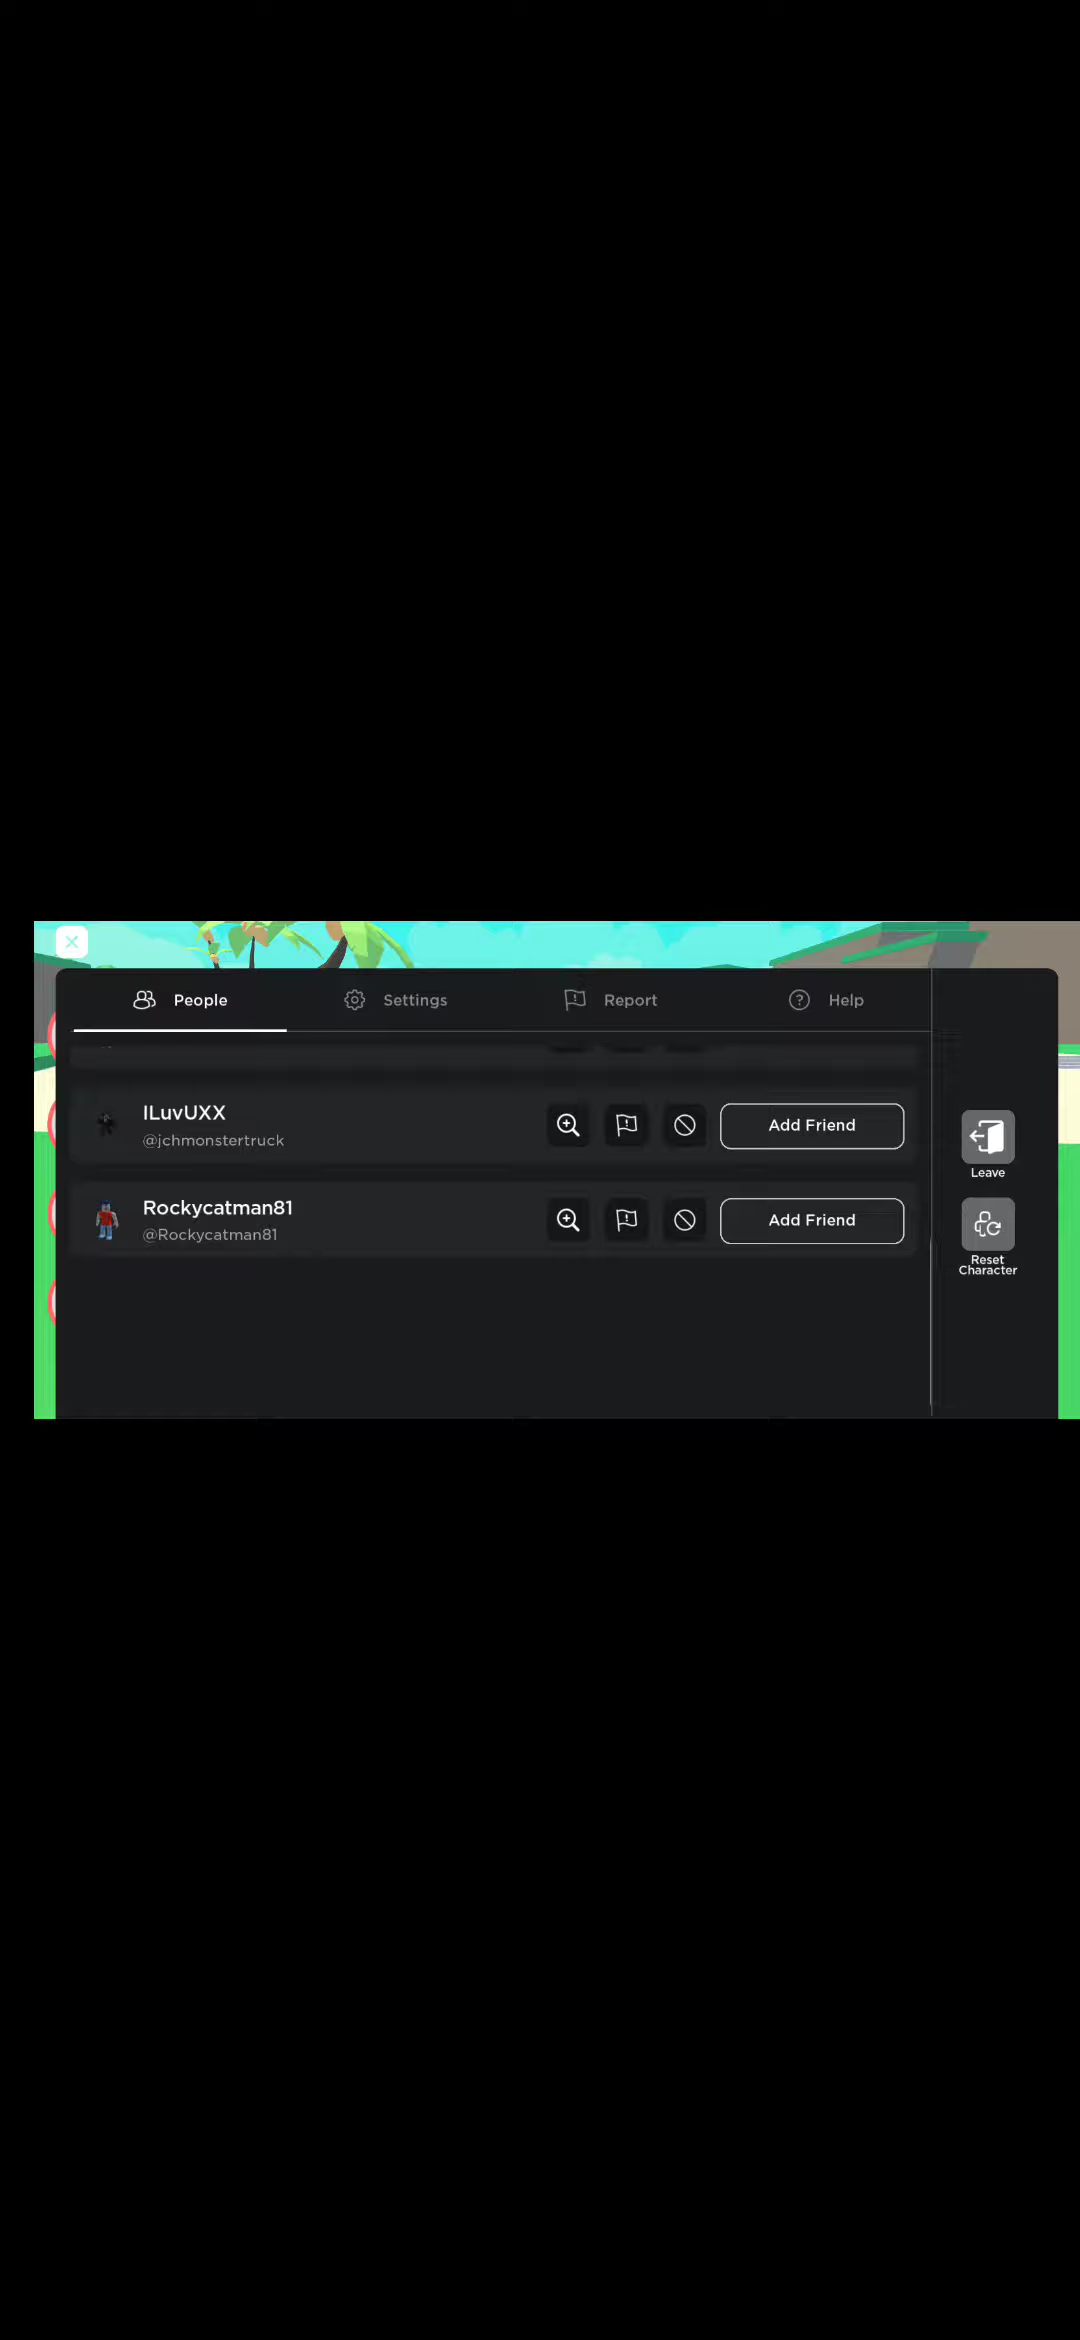 People
Settings
Report
Help
ILuvUXX
@jchmonstertruck
Add Friend
Rockycatman81
@Rockycatman81
Add Friend
Leave
Reset
Character